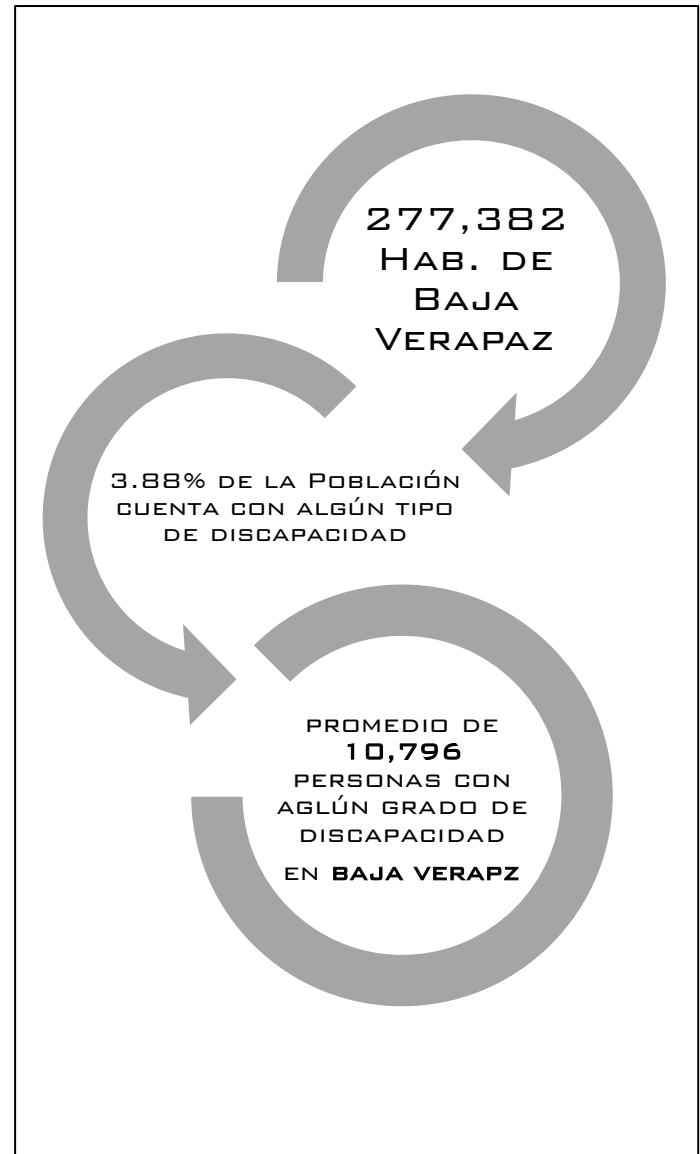 277,382
HAB. DE
BAJA
VERAPAZ
3.88% DE LA POBLACIÓN
CUENTA CON ALGÚN TIPO
DE DISCAPACIDAD
PROMEDIO DE
10,796
PERSONAS CON
AGLÚN GRADO DE
DISCAPACIDAD
EN BAJA VERAPZ